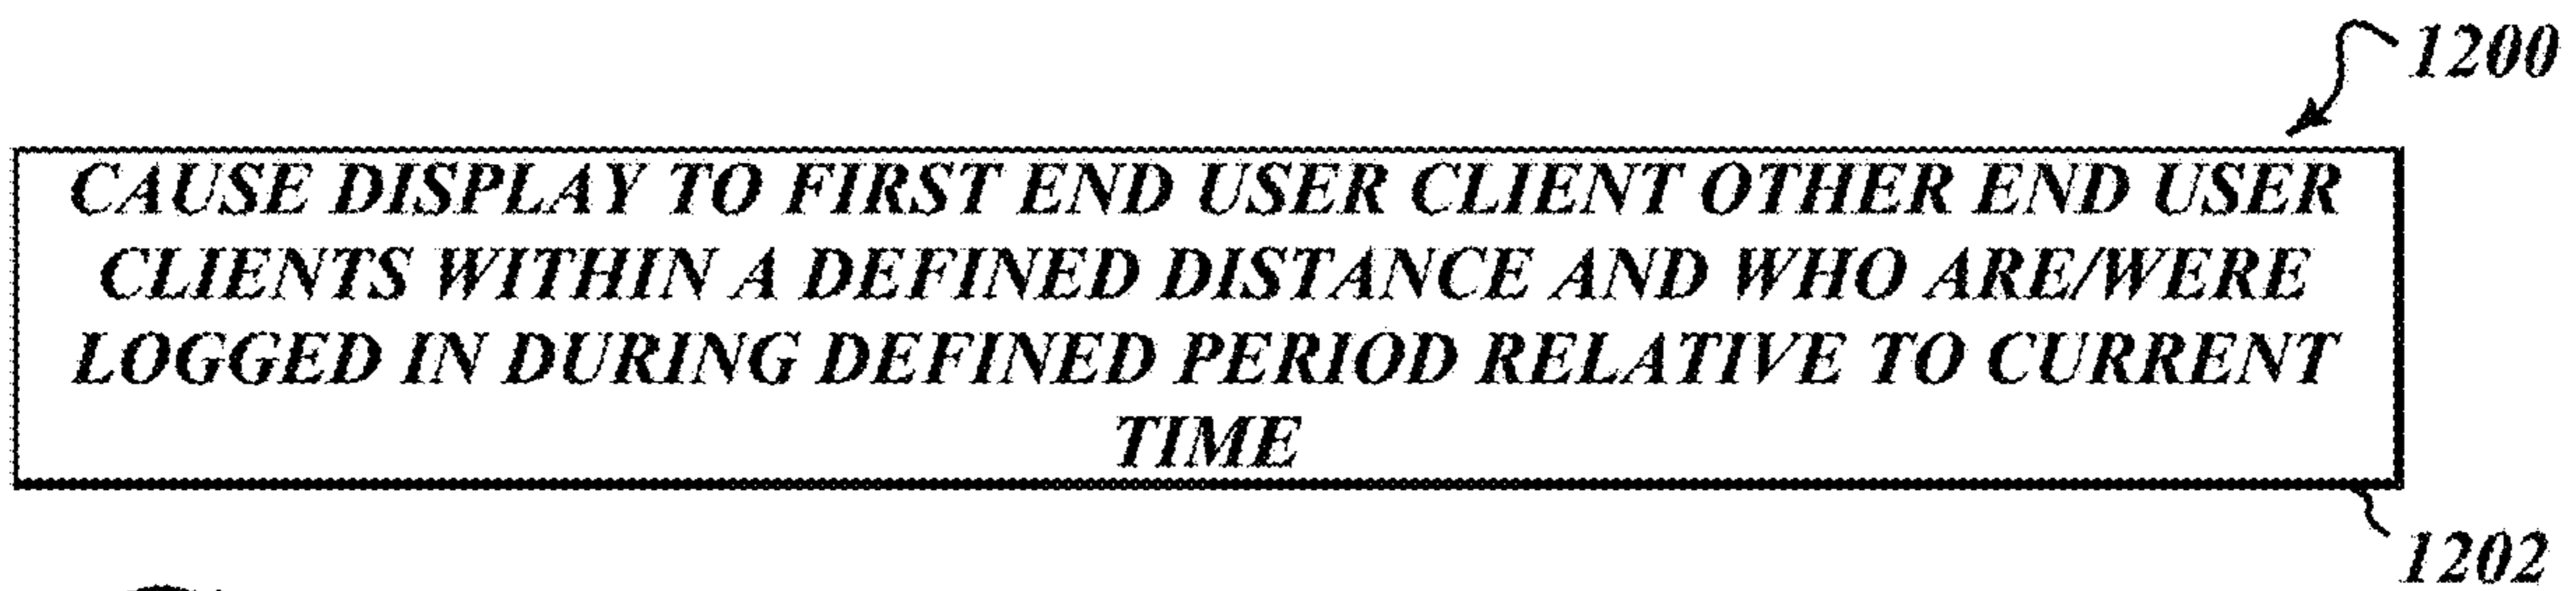 1200
CAUSE DISPLAY TO FIRST END USER CLIENT OTHER END USER
CLIENTS WITHIN A DEFINED DISTANCE AND WHO ARE/WERE
LOGGED IN DURING DEFINED PERIOD RELATIVE TO CURRENT
TIME
1202